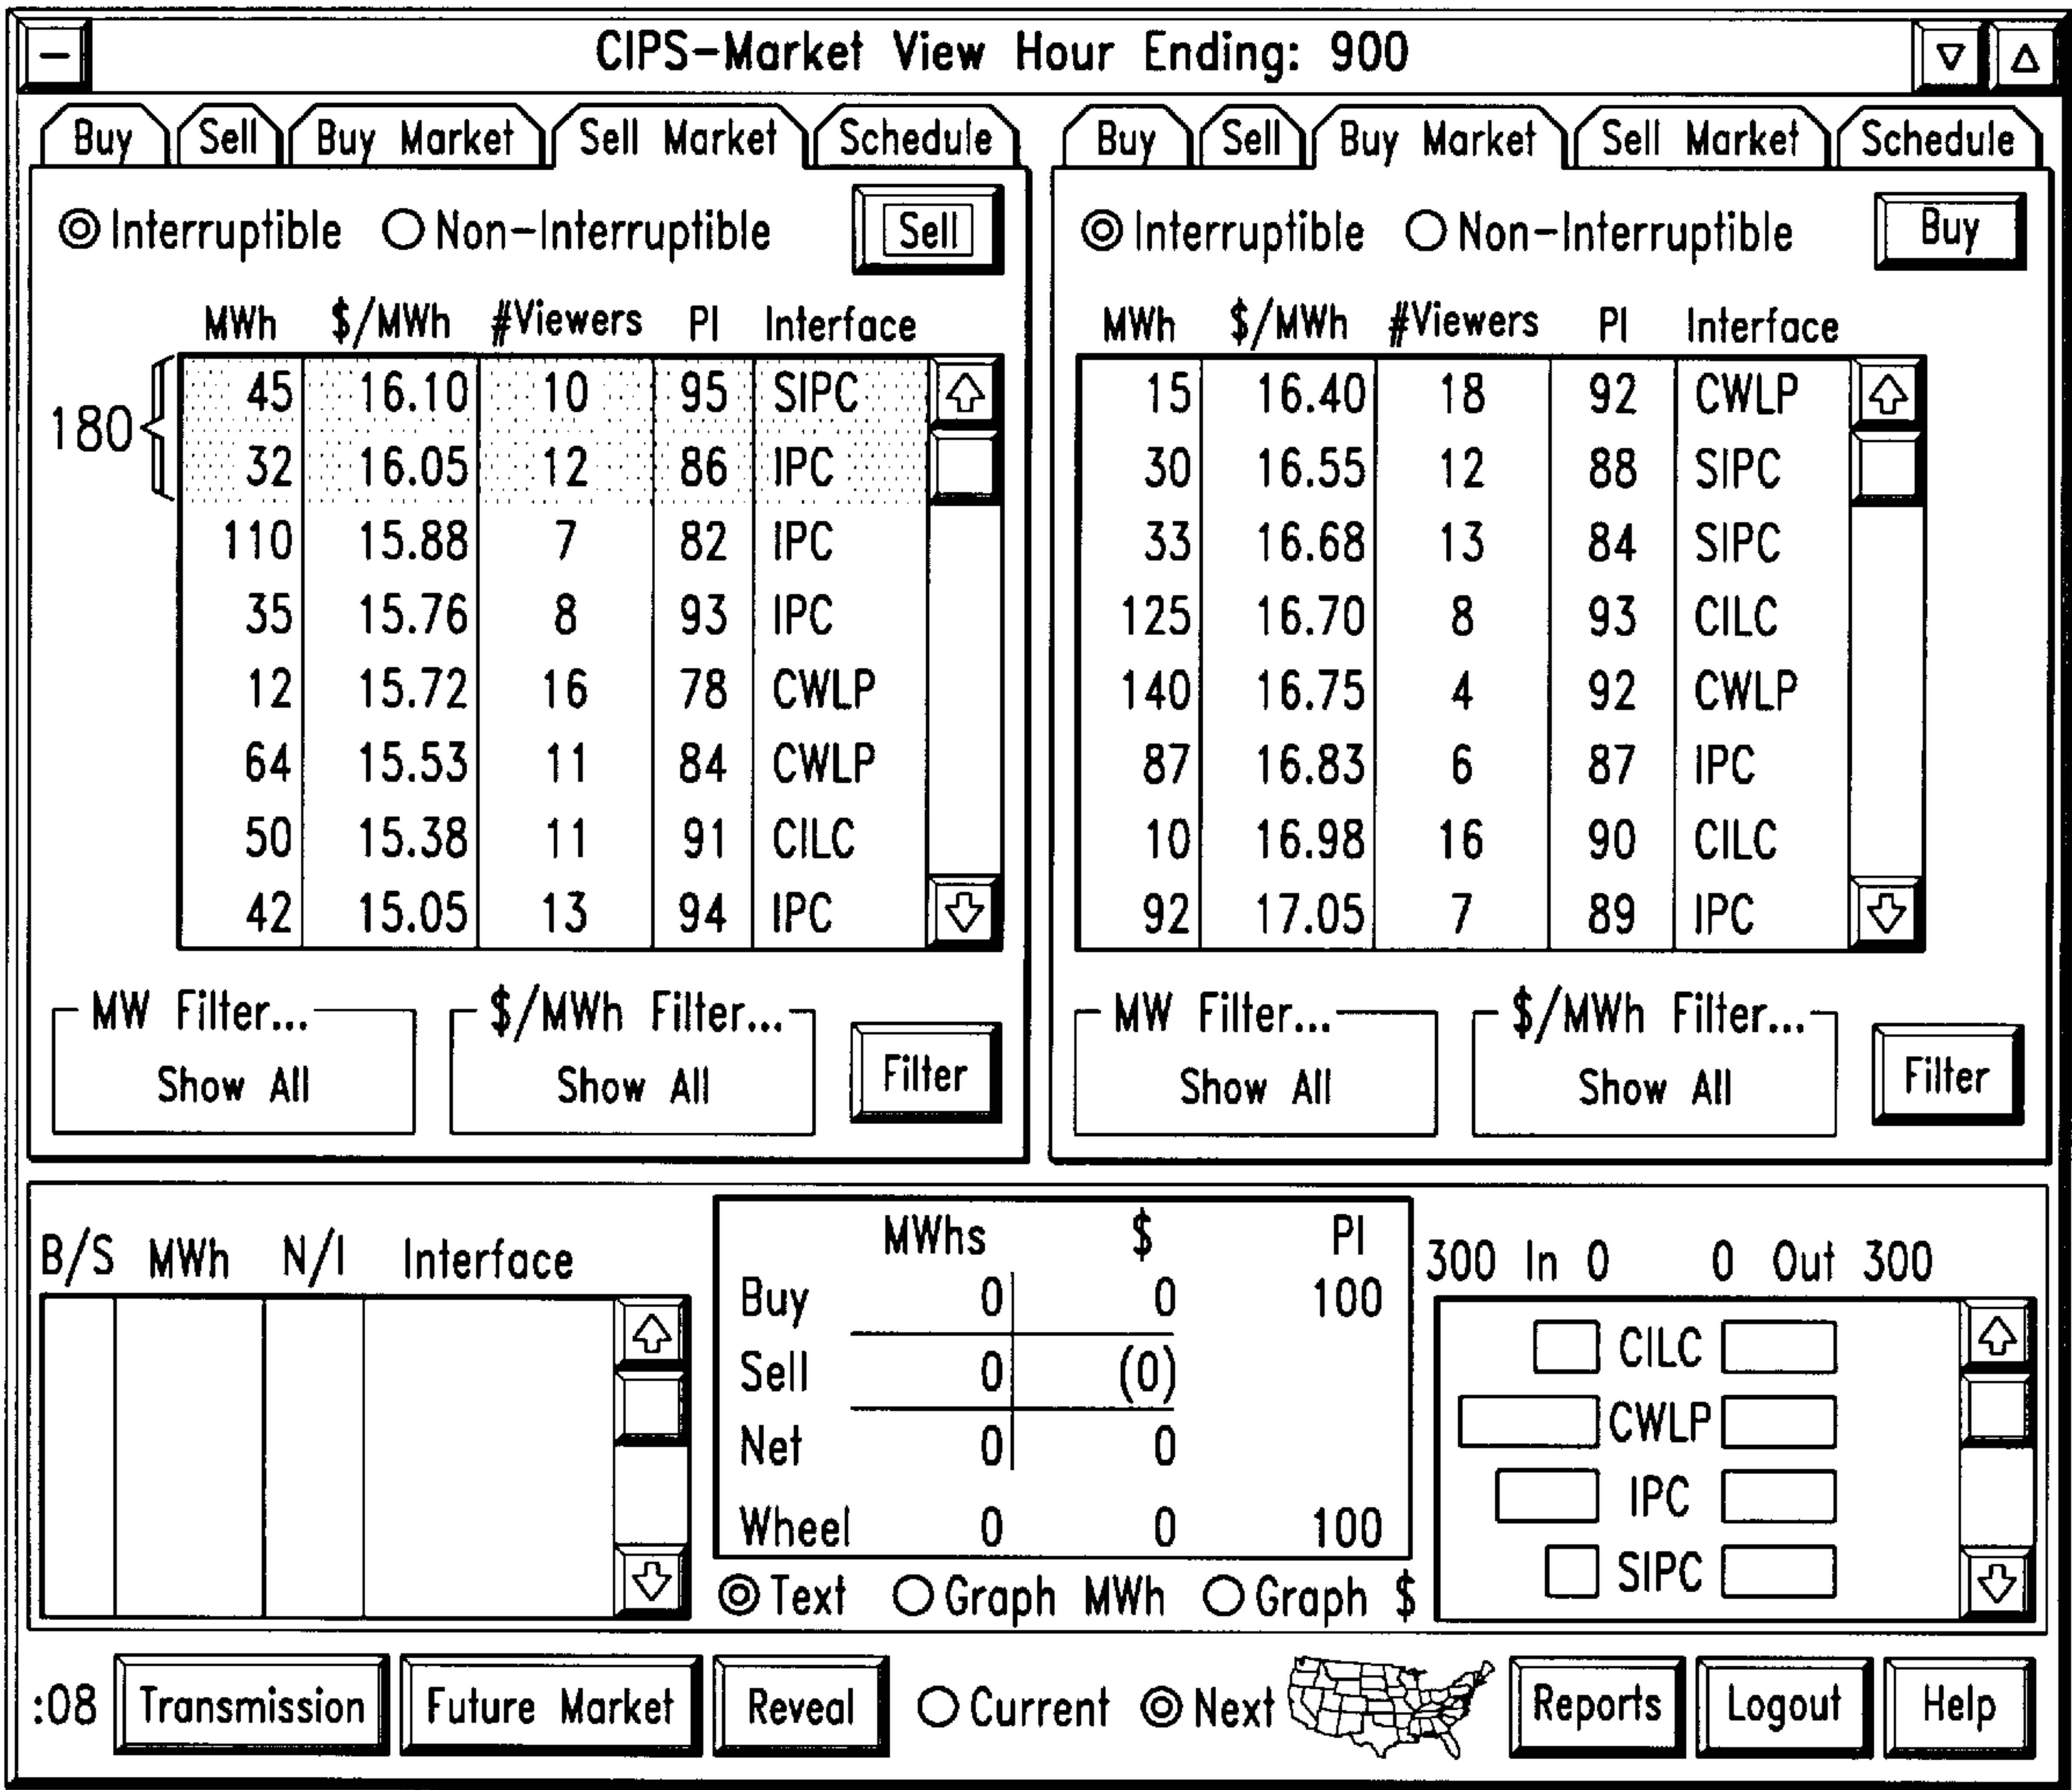 CIPS-Market View Hour Ending: 900
Buy Sell Buy Market Sell Market Schedule
Interruptible Non-Interruptible Sell
MWh $/MWh #Viewers PI Interface
180
45 16.10 10 95 SIPC
32 16.05 12 86 IPC
110 15.88 7 82 IPC
35 15.76 8 93 IPC
12 15.72 16 78 CWLP
64 15.53 11 84 CWLP
50 15.38 11 91 CILC
42 15.05 13 94 IPC
MW Filter... $/MWh Filter...
Show All Show All Filter
Buy Sell Buy Market Sell Market Schedule
Interruptible Non-Interruptible Buy
MWh $/MWh #Viewers PI Interface
15 16.40 18 92 CWLP
30 16.55 12 88 SIPC
33 16.68 13 84 SIPC
125 16.70 8 93 CILC
140 16.75 4 92 CWLP
87 16.83 6 87 IPC
10 16.98 16 90 CILC
92 17.05 7 89 IPC
MW Filter... $/MWh Filter...
Show All Show All Filter
B/S MWh N/I Interface
MWhs $ PI
Buy 0 0 100
Sell 0 (0)
Net 0 0
Wheel 0 0 100
Text Graph MWh Graph $
300 In 0 0 Out 300
CILC
CWLP
IPC
SIPC
:08 Transmission Future Market Reveal Current Next Reports Logout Help